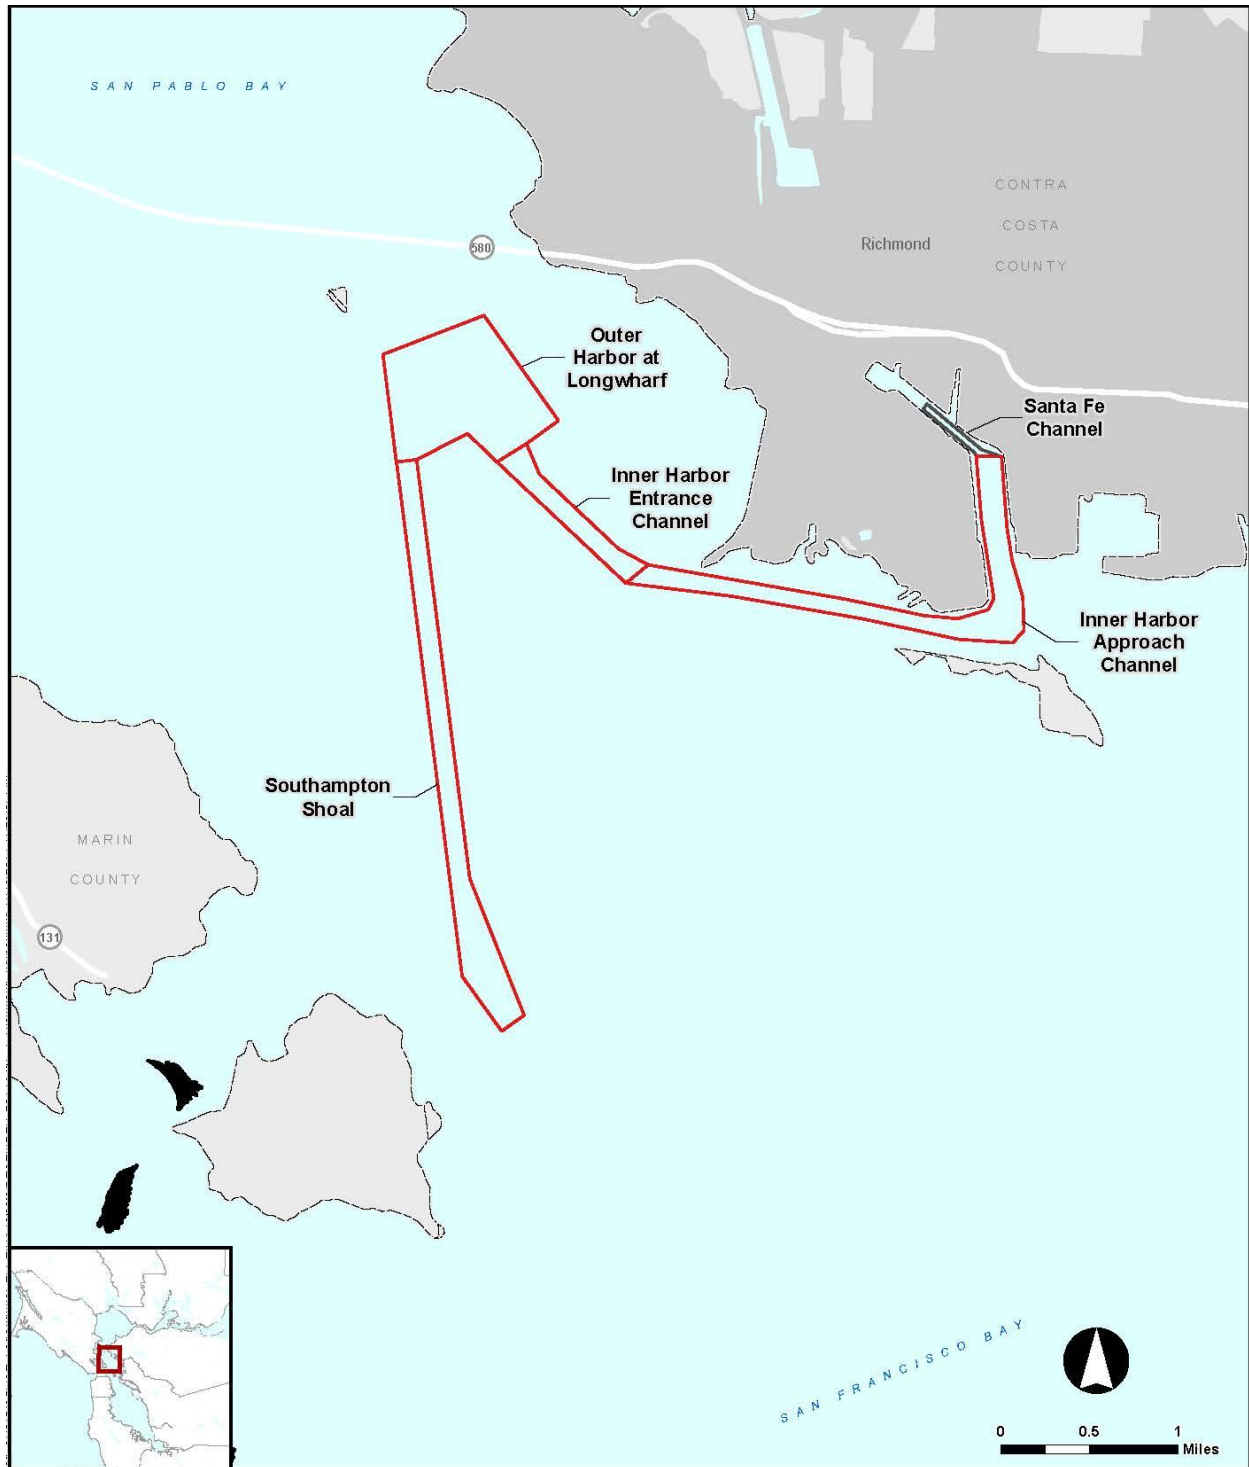 SAN PABLO BAY
CONTRA
COSTA
COUNTY
Richmond
580
Outer
Harbor at
Longwharf
Santa Fe
Channel
Inner Harbor
Entrance
Channel
Inner Harbor
Approach
Channel
Southampton
Shoal
MARIN
COUNTY
131
SAN FRANCISCO BAY
0 0.5 1
Miles